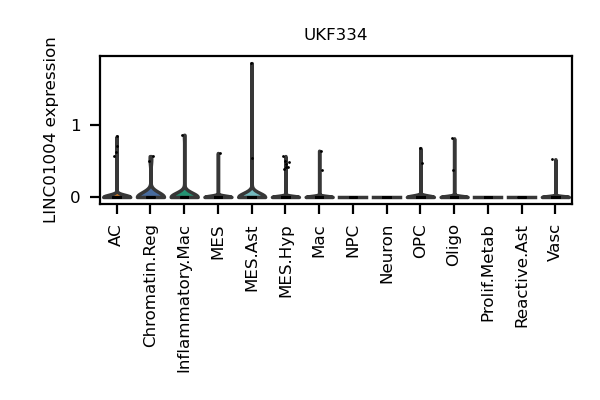 UKF334
LINC01004 expression
1
0
AC
Chromatin.Reg
Inflammatory.Mac
MES
MES.Ast
MES.Hyp
Mac
NPC
Neuron
OPC
Oligo
Prolif.Metab
Reactive.Ast
Vasc